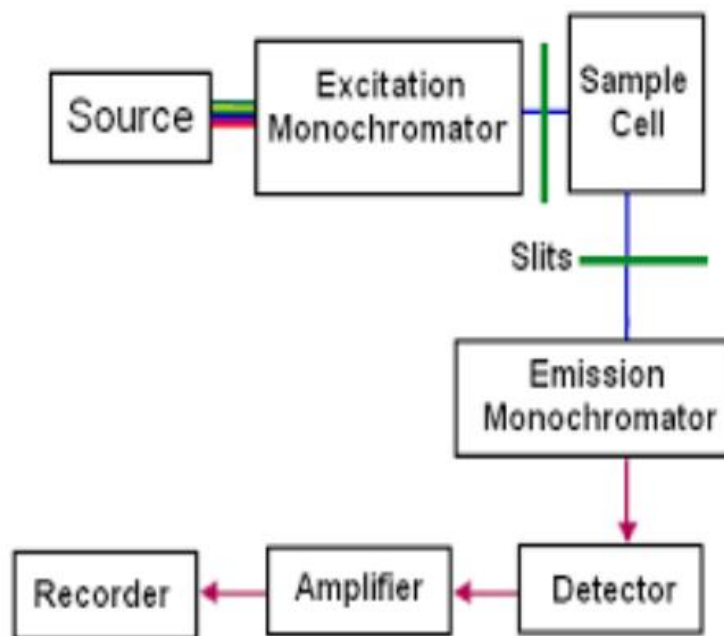 Source
Excitation
Monochromator
Sample
Cell
Slits
Emission
Monochromator
Recorder
Amplifier
Detector